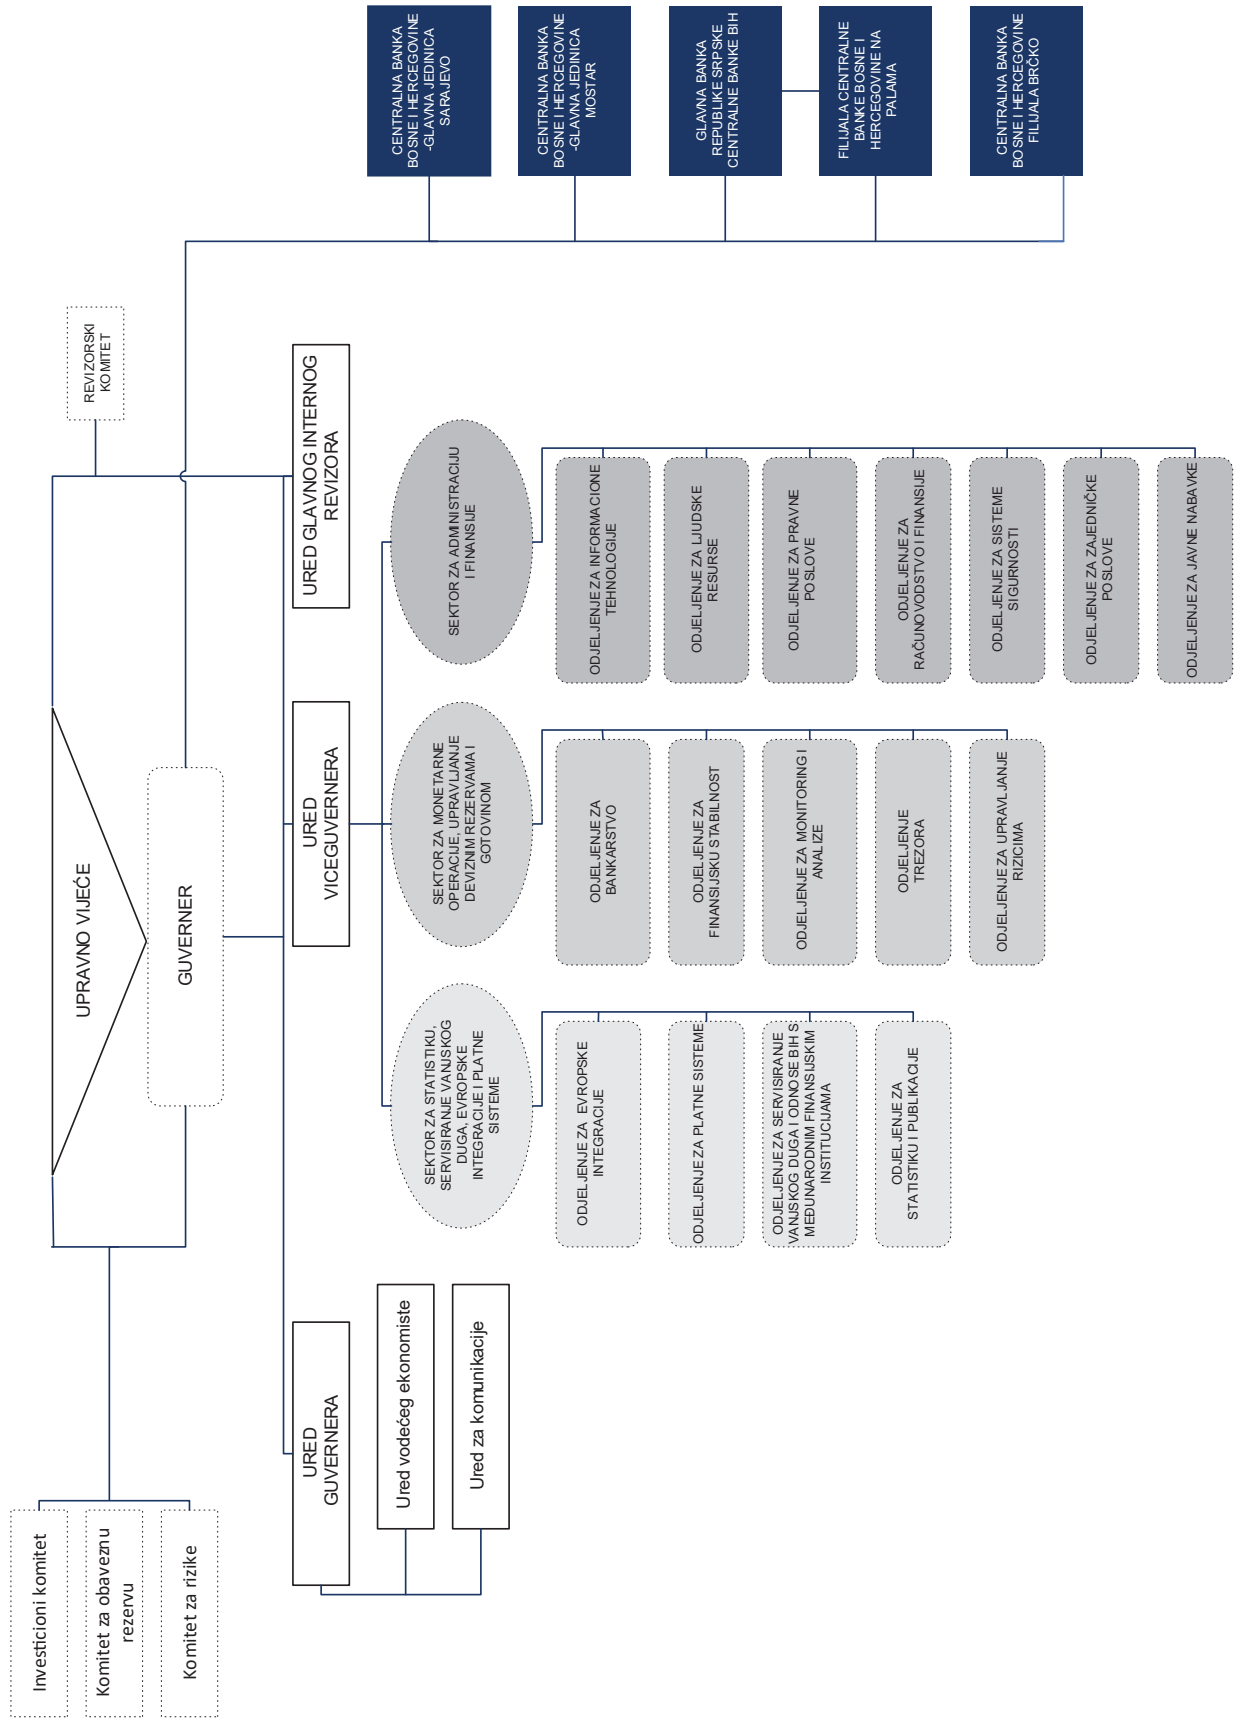 UPRAVNO VIJEĆE
GUVERNER
REVIZORSKI
KOMITET
Investicioni komitet
Komitet za obaveznu
rezervu
Komitet za rizike
URED
GUVERNERA
Ured vodećeg ekonomiste
Ured za komunikacije
URED
VICEGUVERNERA
URED GLAVNOG INTERNOG
REVIZORA
SEKTOR ZA STATISTIKU,
SERVISIRANJE VANJSKOG
DUGA, EVROPSKE
INTEGRACIJE I PLATNE
SISTEME
ODJELJENJE ZA EVROPSKE
INTEGRACIJE
ODJELJENJE ZA PLATNE SISTEME
ODJELJENJE ZA SERVISIRANJE
VANJSKOG DUGA I ODNOSE BIH S
MEĐUNARODNIM FINANSIJSKIM
INSTITUCIJAMA
ODJELJENJE ZA
STATISTIKU I PUBLIKACIJE
SEKTOR ZA MONETARNE
OPERACIJE, UPRAVLJANJE
DEVIZNIM REZERVAMA I
GOTOVINOM
ODJELJENJE ZA
BANKARSTVO
ODJELJENJE ZA
FINANSIJSKU STABILNOST
ODJELJENJE ZA MONITORING I
ANALIZE
ODJELJENJE
TREZORA
ODJELJENJE ZA UPRAVLJANJE
RIZICIMA
SEKTOR ZA ADMINISTRACIJU
I FINANSIJE
ODJELJENJE ZA INFORMACIONE
TEHNOLOGIJE
ODJELJENJE ZA LJUDSKE
RESURSE
ODJELJENJE ZA PRAVNE
POSLOVE
ODJELJENJE ZA
RAČUNOVODSTVO I FINANSIJE
ODJELJENJE ZA SISTEME
SIGURNOSTI
ODJELJENJE ZA ZAJEDNIČKE
POSLOVE
ODJELJENJE ZA JAVNE NABAVKE
CENTRALNA BANKA
BOSNE I HERCEGOVINE
-GLAVNA JEDINICA
SARAJEVO
CENTRALNA BANKA
BOSNE I HERCEGOVINE
-GLAVNA JEDINICA
MOSTAR
GLAVNA BANKA
REPUBLIKE SRPSKE
CENTRALNE BANKE BIH
FILIJALA CENTRALNE
BANKE BOSNE I
HERCEGOVINE NA
PALAMA
CENTRALNA BANKA
BOSNE I HERCEGOVINE
FILIJALA BRČKO